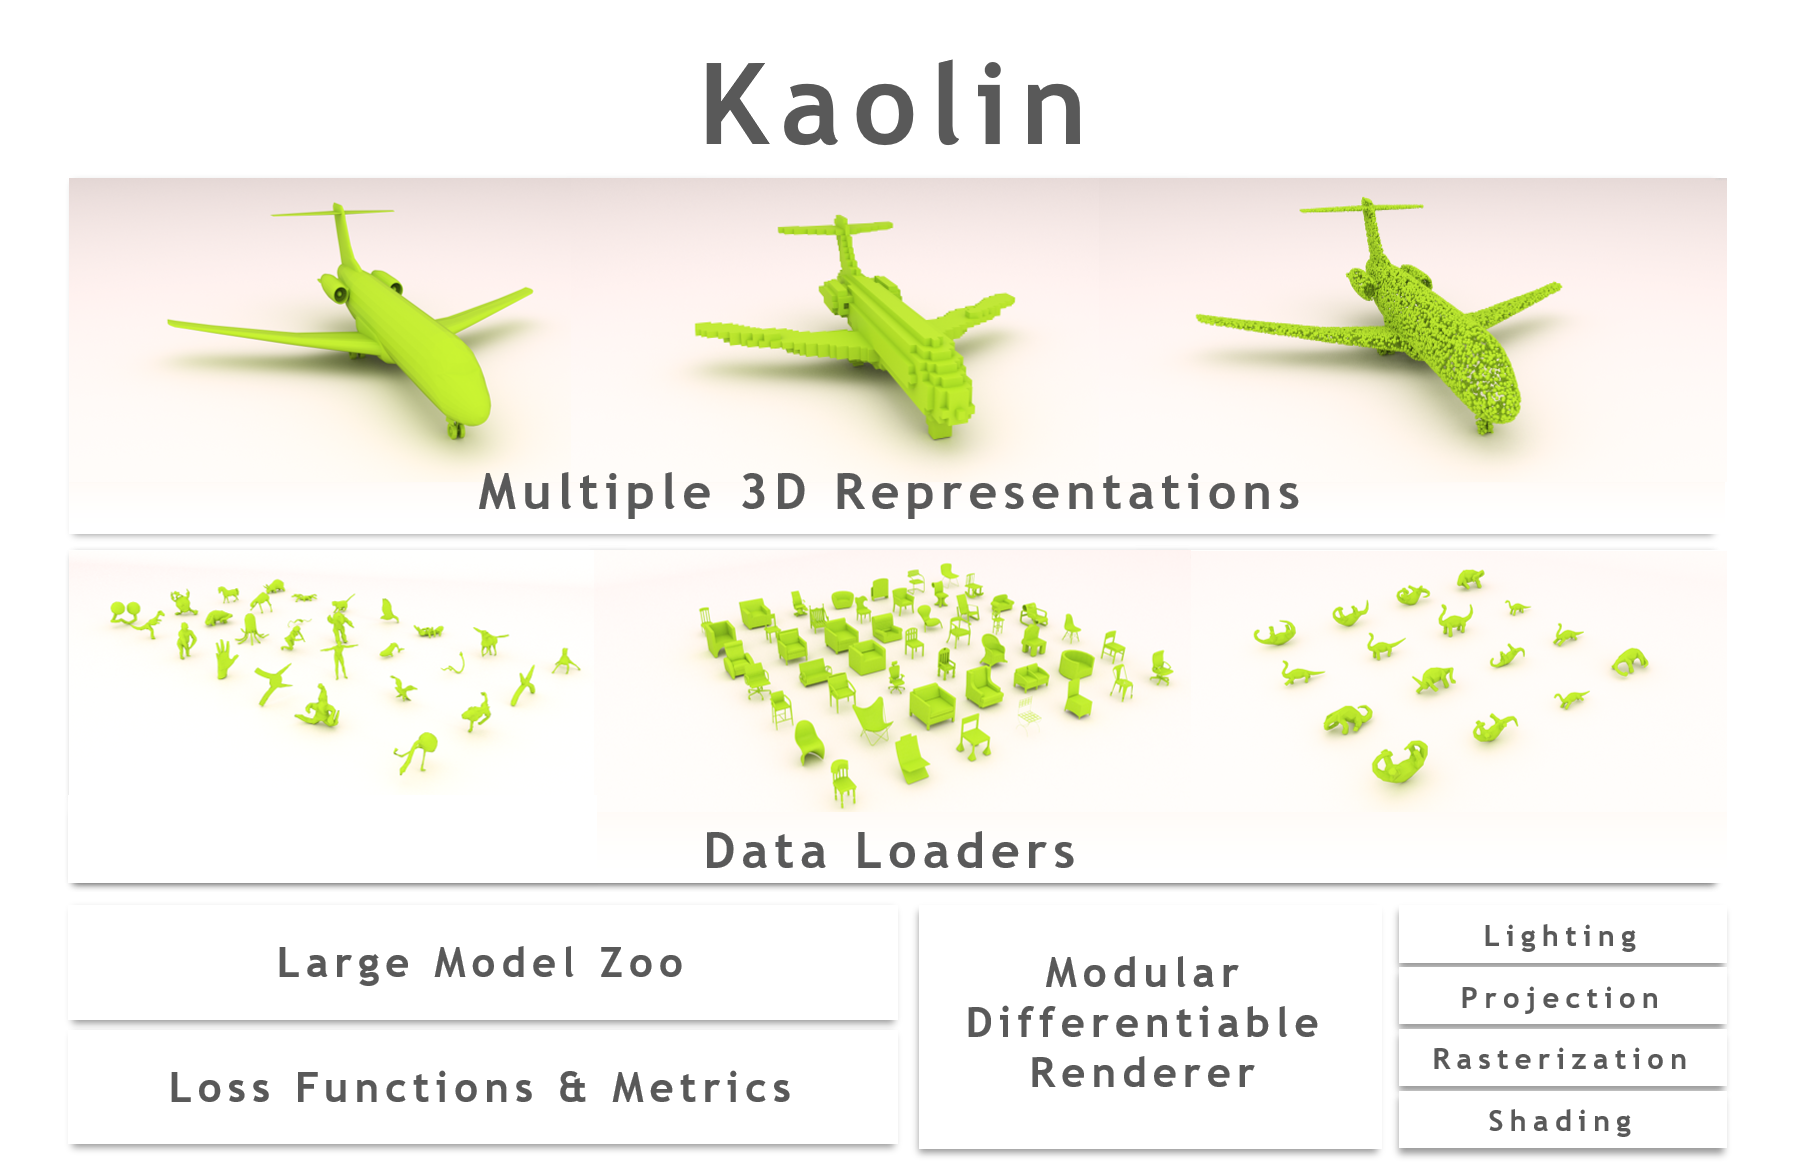 Kaolin
Multiple 3D Representations
Data Loaders
Large Model Zoo
Loss Functions & Metrics
Modular
Differentiable
Renderer
Lighting
Projection
Rasterization
Shading